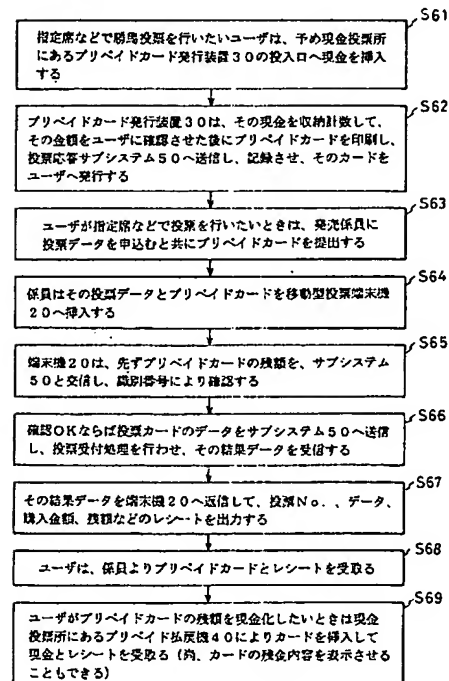 S61
指定席などで勝馬投票を行いたいユーザは、予め現金投票所
にあるプリペイドカード発行装置30の投入口へ現金を挿入
する
S62
プリペイドカード発行装置30は、その現金を収納計数して、
その金額をユーザに確認させた後にプリペイドカードを印刷し、
投票応答サブシステム50へ送信し、記録させ、そのカードを
ユーザへ発行する
S63
ユーザが指定席などで投票を行いたいときは、発売係員に
投票データを申込むと共にプリペイドカードを提出する
S64
係員はその投票データとプリペイドカードを移動型投票端末機
20へ挿入する
S65
端末機20は、先ずプリペイドカードの残額を、サブシステム
50と交信し、識別番号により確認する
S66
確認OKならば投票カードのデータをサブシステム50へ送信
し、投票受付処理を行わせ、その結果データを受信する
S67
その結果データを端末機20へ返信して、投票No.、データ、
購入金額、残額などのレシートを出力する
S68
ユーザは、係員よりプリペイドカードとレシートを受取る
S69
ユーザがプリペイドカードの残額を現金化したいときは現金
投票所にあるプリペイド払戻機40によりカードを挿入して
現金とレシートを受取る(尚、カードの残金内容を表示させる
こともできる)